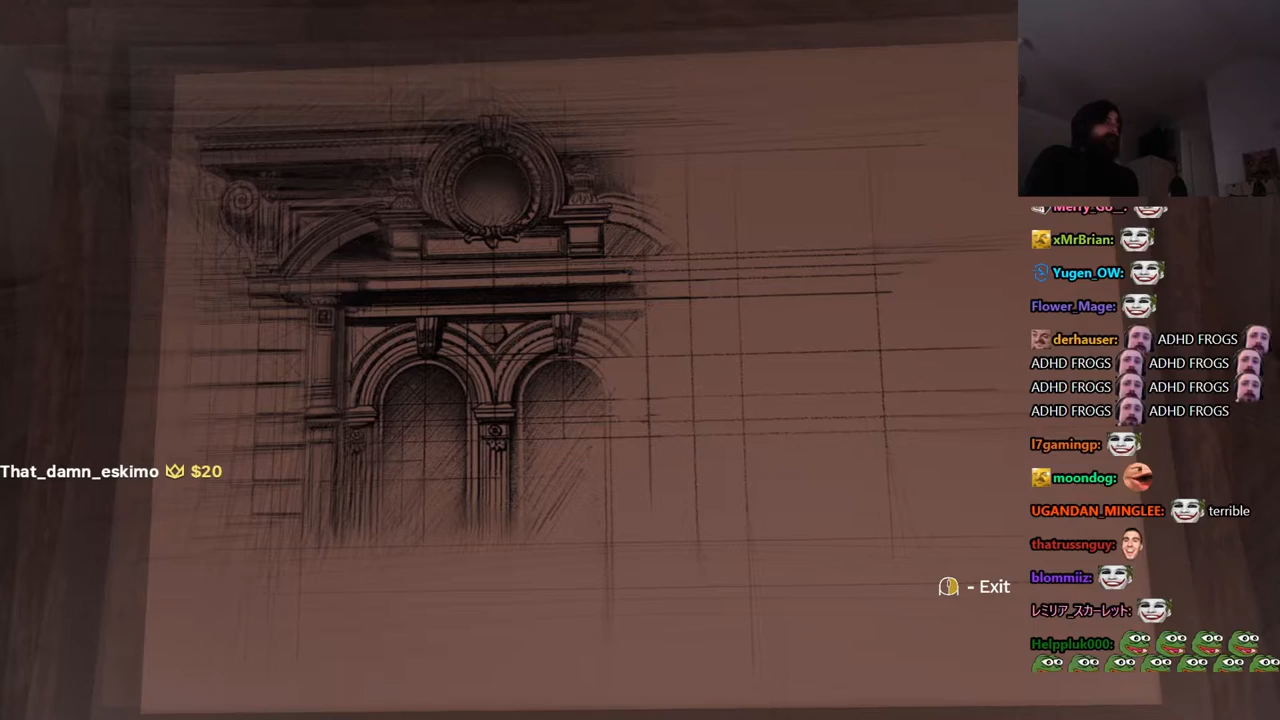 Merry_Go__:
xMrBrian:
Yugen_OW:
Flower_Mage:
derhauser: ADHD FROGS
ADHD FROGS ADHD FROGS
ADHD FROGS ADHD FROGS
ADHD FROGS ADHD FROGS
l7gamingp:
moondog:
UGANDAN_MINGLEE: terrible
thatrussnguy:
blommiiz:
レミリア_スカーレット:
Helppluk000:
That_damn_eskimo $20
- Exit